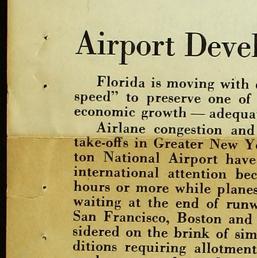 Airport Devel
Florida is moving with
speed" to preserve one of
economic growth — adequa
Airlane congestion and
take-offs in Greater New Yo
ton National Airport have
international attention bec
hours or more while planes
waiting at the end of runw
San Francisco, Boston and
sidered on the brink of sim
ditions requiring allotment